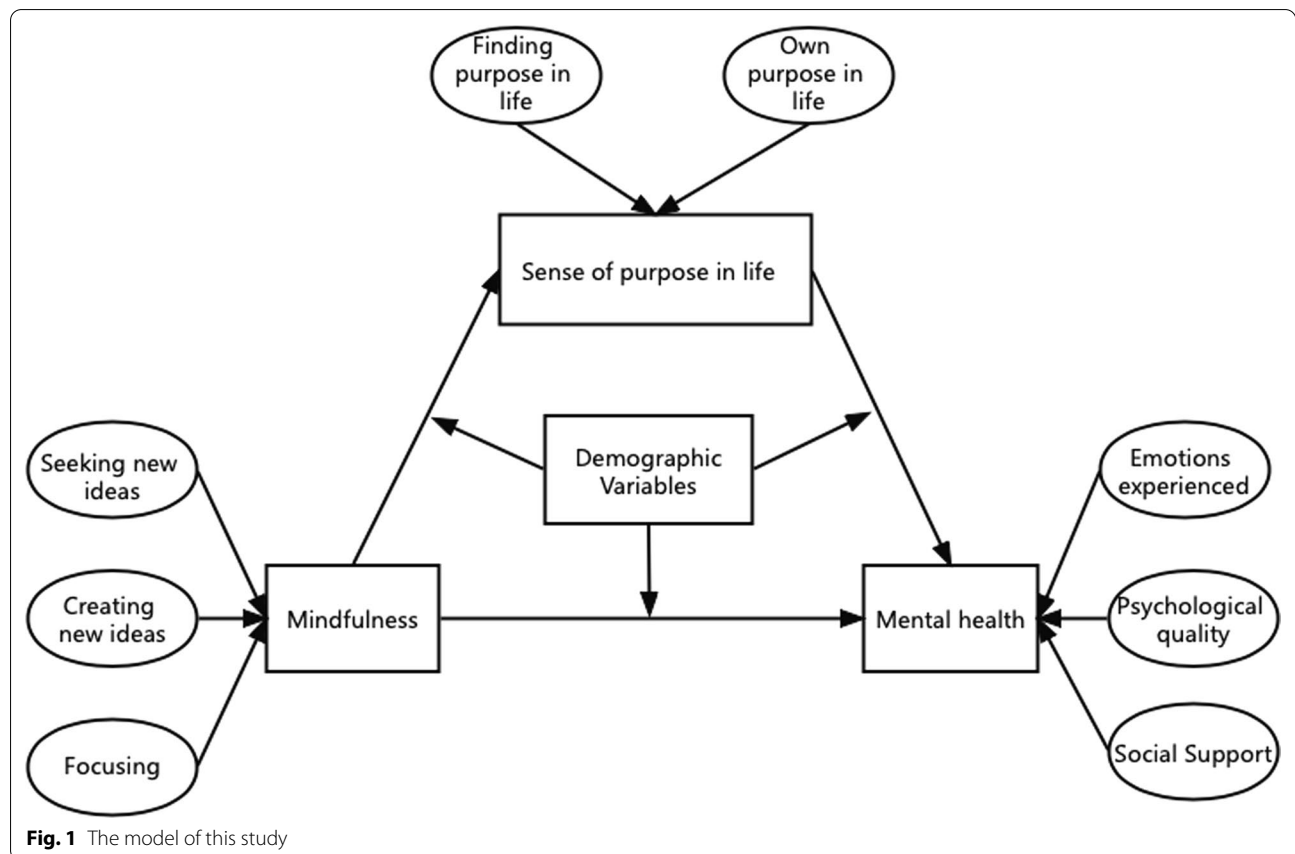 Finding
purpose in
life
Own
purpose in
life
Sense of purpose in life
Demographic
Variables
Seeking new
ideas
Creating
new ideas
Focusing
Mindfulness
Mental health
Emotions
experienced
Psychological
quality
Social Support
Fig. 1 The model of this study